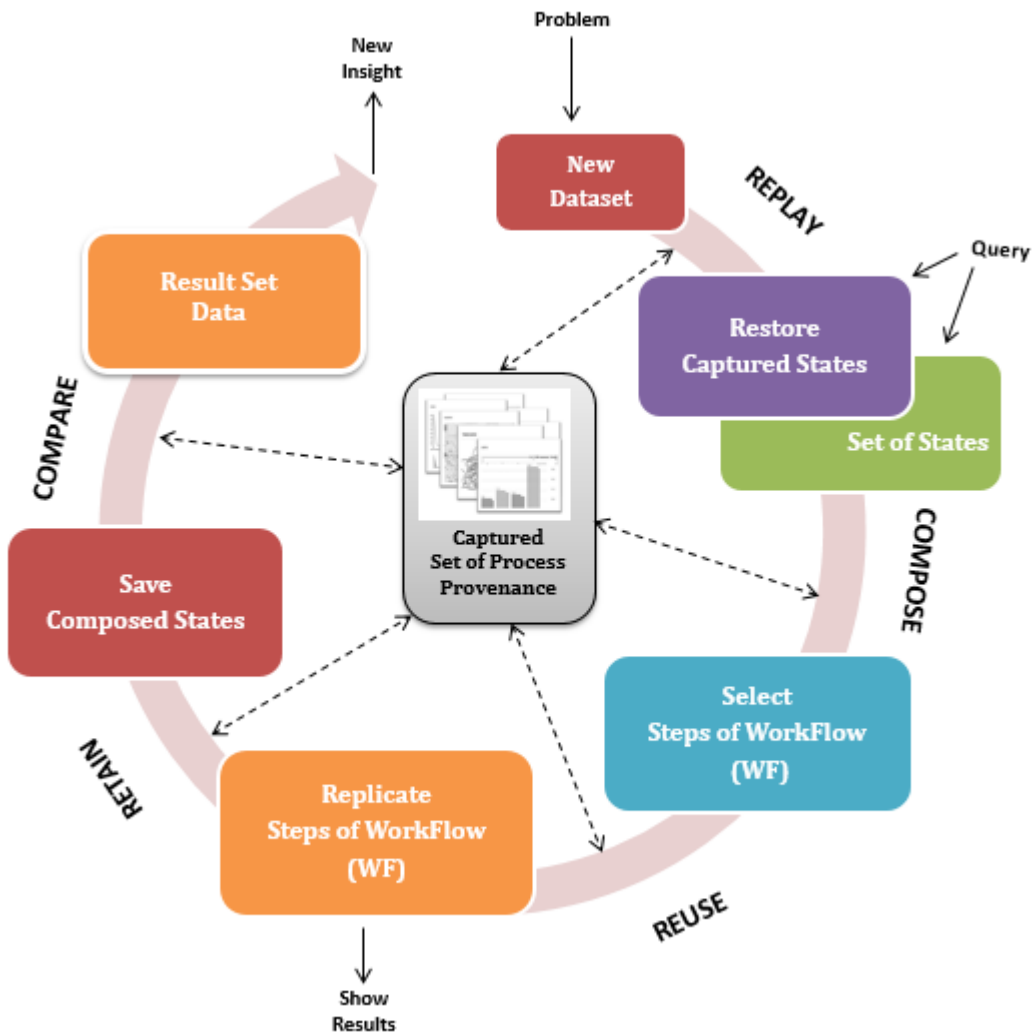 Problem
New
Insight
New
Dataset
REPLAY
Query
Result Set
Data
Restore
Captured States
Set of States
COMPARE
Captured
Set of Process
Provenance
COMPOSE
Save
Composed States
Select
Steps of WorkFlow
(WF)
RETAIN
Replicate
Steps of WorkFlow
(WF)
REUSE
Show
Results